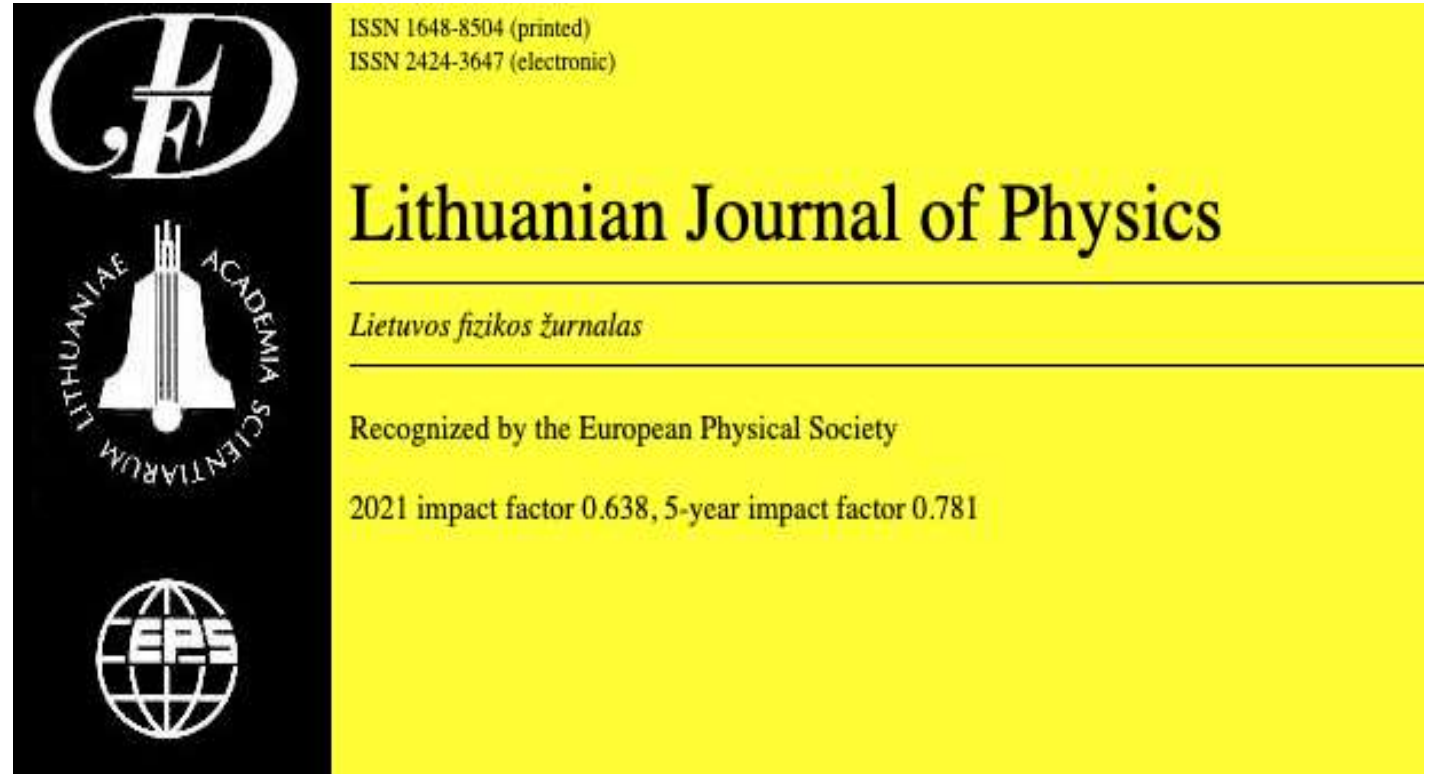 ISSN 1648-8504 (printed)
ISSN 2424-3647 (electronic)
Lithuanian Journal of Physics
Lietuvos fizikos žurnalas
Recognized by the European Physical Society
2021 impact factor 0.638, 5-year impact factor 0.781
LFD
LITHUANIAE ACADEMIA SCIENTIARUM
EPS